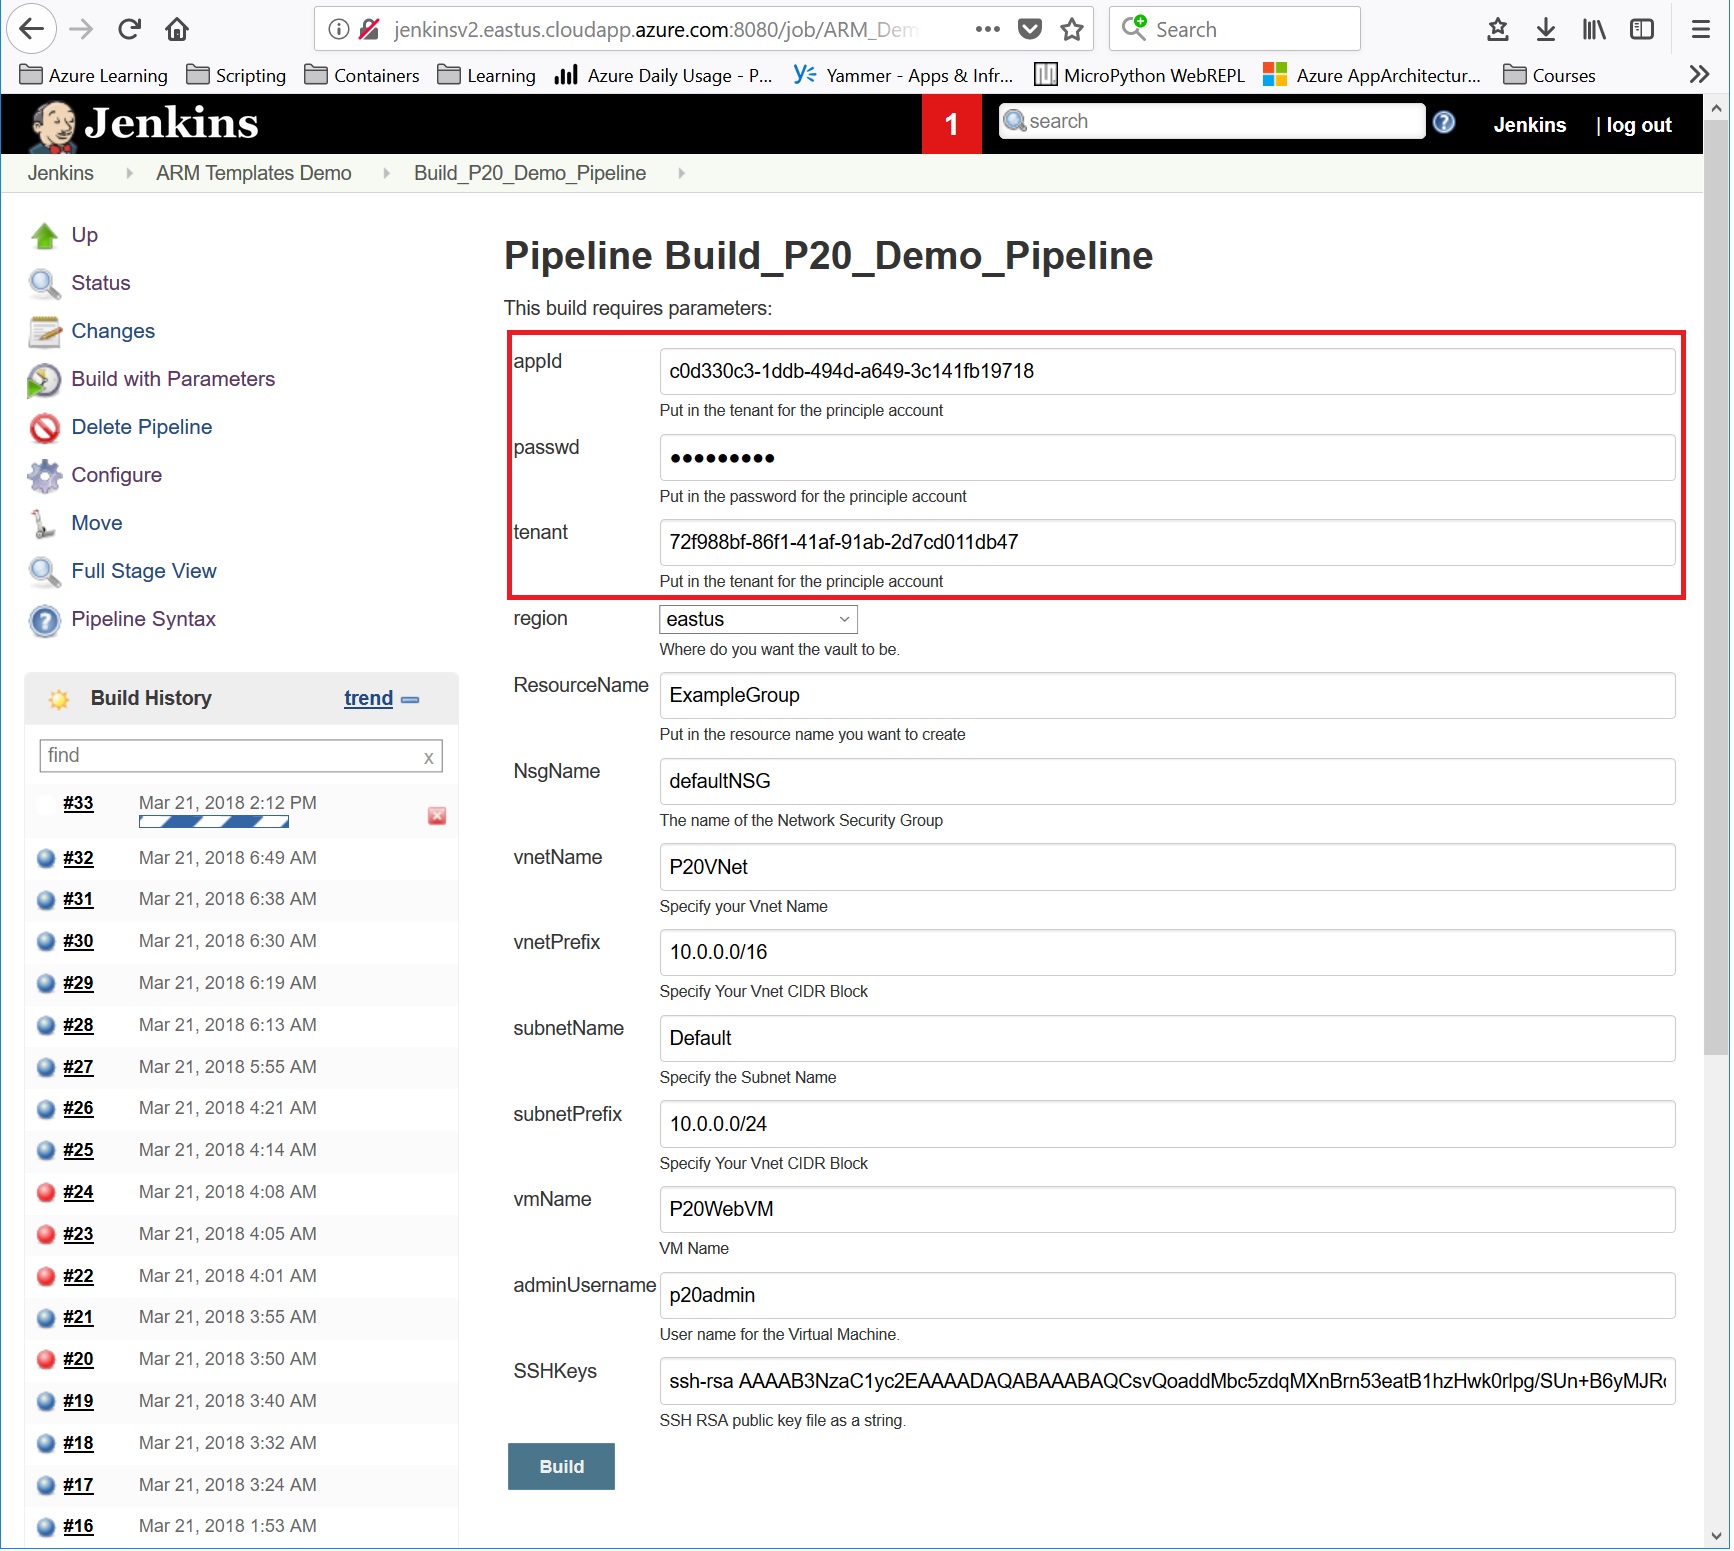 jenkinsv2.eastus.cloudapp.azure.com:8080/job/ARM_Dem
Search
Azure Learning
Scripting
Containers
Learning
Azure Daily Usage - P...
Yammer - Apps & Infr...
MicroPython WebREPL
Azure AppArchitectur...
Courses
Jenkins
1
search
Jenkins
| log out
Jenkins
ARM Templates Demo
Build_P20_Demo_Pipeline
Up
Status
Changes
Build with Parameters
Delete Pipeline
Configure
Move
Full Stage View
Pipeline Syntax
Build History
trend
find
x
#33 Mar 21, 2018 2:12 PM
#32 Mar 21, 2018 6:49 AM
#31 Mar 21, 2018 6:38 AM
#30 Mar 21, 2018 6:30 AM
#29 Mar 21, 2018 6:19 AM
#28 Mar 21, 2018 6:13 AM
#27 Mar 21, 2018 5:55 AM
#26 Mar 21, 2018 4:21 AM
#25 Mar 21, 2018 4:14 AM
#24 Mar 21, 2018 4:08 AM
#23 Mar 21, 2018 4:05 AM
#22 Mar 21, 2018 4:01 AM
#21 Mar 21, 2018 3:55 AM
#20 Mar 21, 2018 3:50 AM
#19 Mar 21, 2018 3:40 AM
#18 Mar 21, 2018 3:32 AM
#17 Mar 21, 2018 3:24 AM
#16 Mar 21, 2018 1:53 AM
Pipeline Build_P20_Demo_Pipeline
This build requires parameters:
appId
c0d330c3-1ddb-494d-a649-3c141fb19718
Put in the tenant for the principle account
passwd
●●●●●●●●●
Put in the password for the principle account
tenant
72f988bf-86f1-41af-91ab-2d7cd011db47
Put in the tenant for the principle account
region
eastus
Where do you want the vault to be.
ResourceName
ExampleGroup
Put in the resource name you want to create
NsgName
defaultNSG
The name of the Network Security Group
vnetName
P20VNet
Specify your Vnet Name
vnetPrefix
10.0.0.0/16
Specify Your Vnet CIDR Block
subnetName
Default
Specify the Subnet Name
subnetPrefix
10.0.0.0/24
Specify Your Vnet CIDR Block
vmName
P20WebVM
VM Name
adminUsername
p20admin
User name for the Virtual Machine.
SSHKeys
ssh-rsa AAAAB3NzaC1yc2EAAAADAQABAAABAQCsvQoaddMbc5zdqMXnBrn53eatB1hzHwk0rlpg/SUn+B6yMJR
SSH RSA public key file as a string.
Build